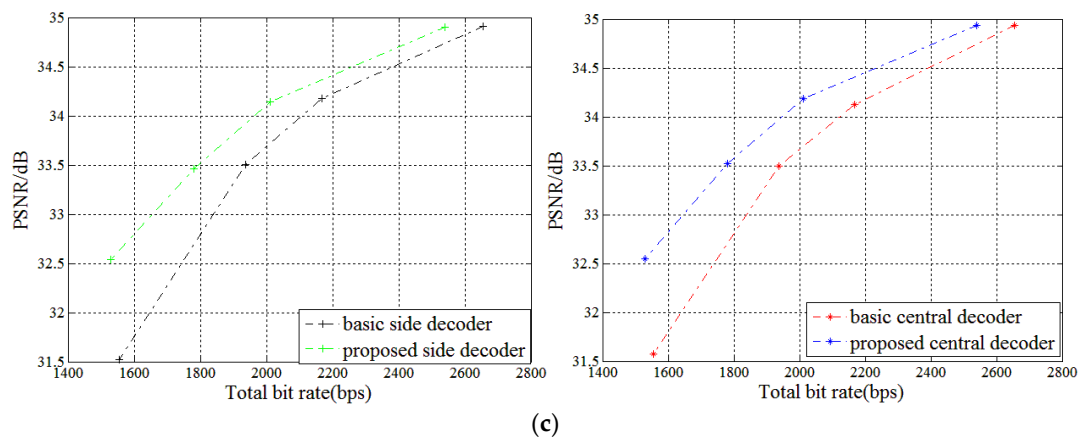 35
34.5
34
33.5
33
32.5
32
31.5
PSNR/dB
1400 1600 1800 2000 2200 2400 2600 2800
Total bit rate(bps)
basic side decoder
proposed side decoder
35
34.5
34
33.5
33
32.5
32
31.5
PSNR/dB
1400 1600 1800 2000 2200 2400 2600 2800
Total bit rate(bps)
basic central decoder
proposed central decoder
(c)